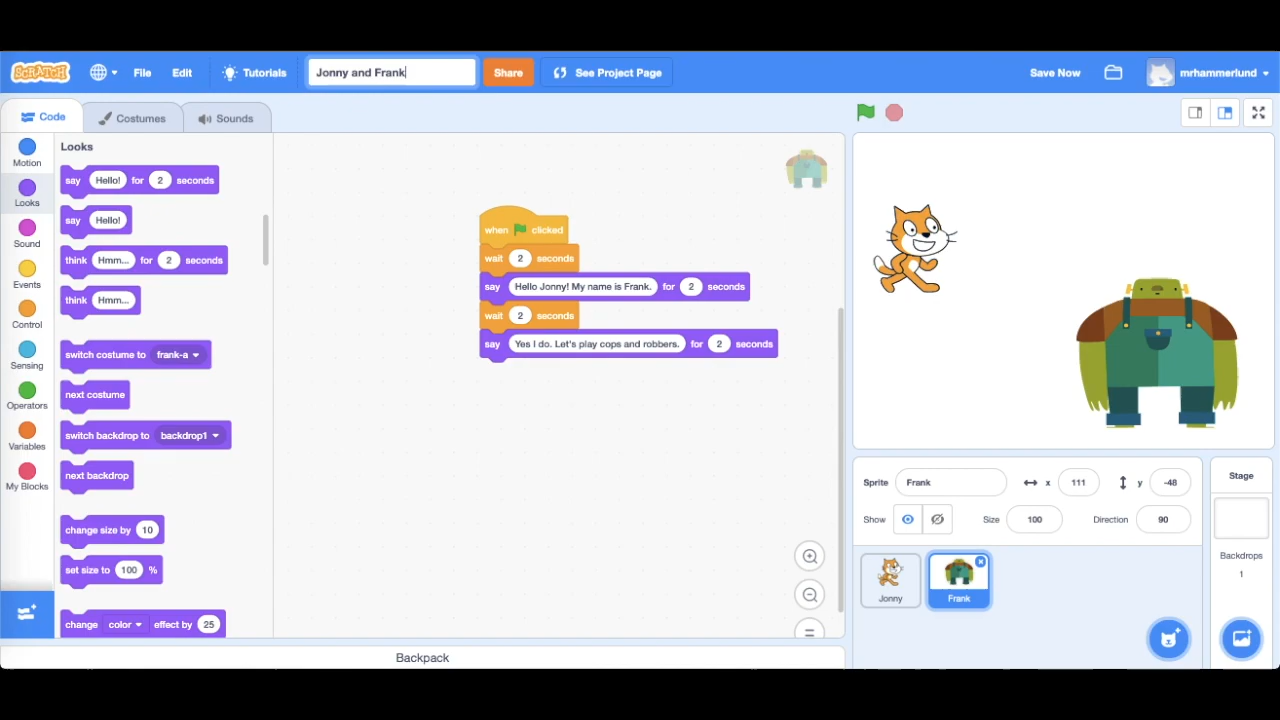 SCRATCH File Edit Tutorials Jonny and Frank Share See Project Page Save Now mrhammerlund
Code Costumes Sounds
Motion
Looks
Sound
Events
Control
Sensing
Operators
Variables
My Blocks
Looks
say Hello! for 2 seconds
say Hello!
think Hmm... for 2 seconds
think Hmm...
switch costume to frank-a
next costume
switch backdrop to backdrop1
next backdrop
change size by 10
set size to 100 %
change color effect by 25
when clicked
wait 2 seconds
say Hello Jonny! My name is Frank. for 2 seconds
wait 2 seconds
say Yes I do. Let's play cops and robbers. for 2 seconds
Sprite Frank x 111 y -48
Show Size 100 Direction 90
Jonny
Frank
Stage
Backdrops
1
Backpack